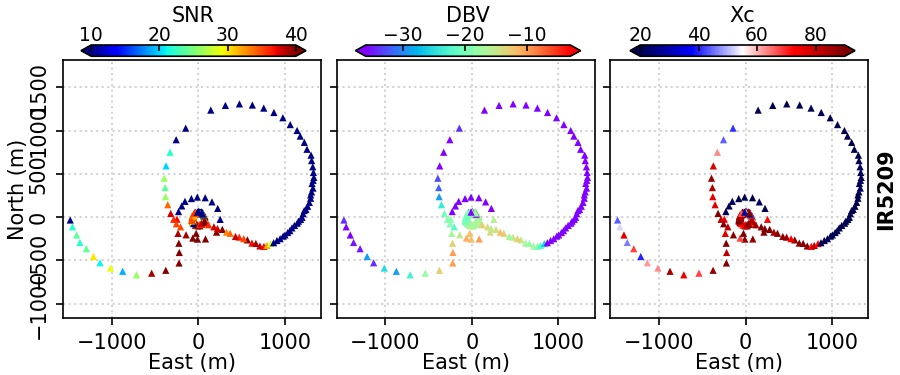 SNR
10 20 30 40
DBV
−30 −20 −10
Xc
20 40 60 80
North (m)
1500
1000
500
0
−500
−1000
−1000 0 1000
East (m)
−1000 0 1000
East (m)
−1000 0 1000
East (m)
IR5209